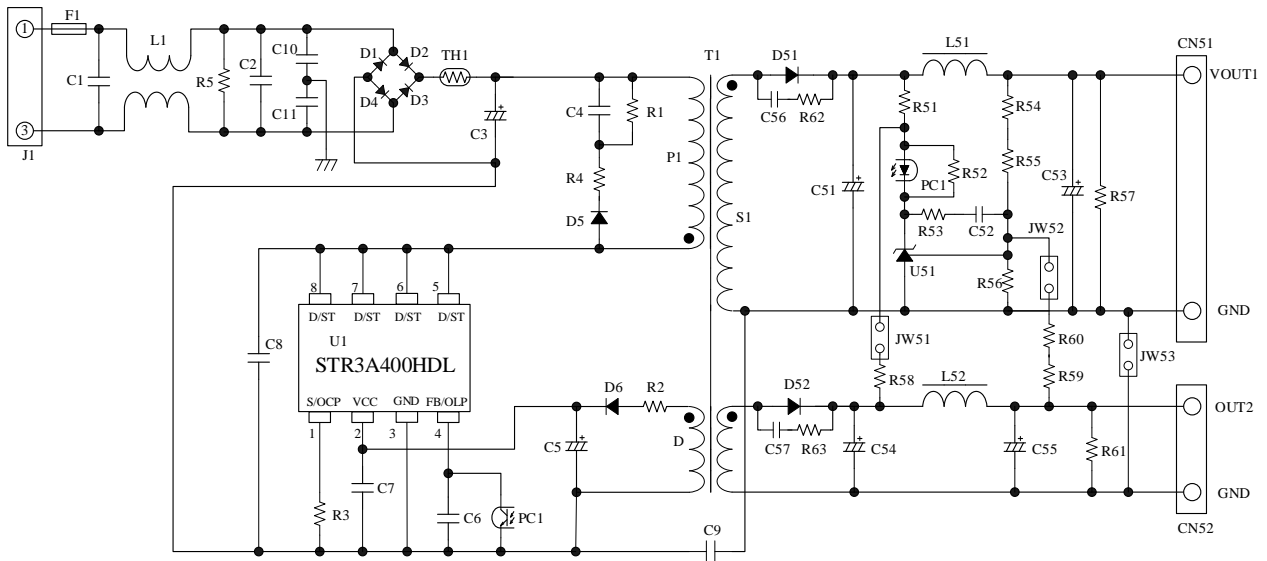 F1
L1
C1
R5
C2
C10
C11
1
3
J1
D1
D2
D4
D3
TH1
C3
C4
R1
R4
D5
P1
T1
S1
D51
C56
R62
C51
R51
PC1
R52
R53
C52
U51
L51
R54
R55
R56
C53
R57
JW52
CN51
VOUT1
GND
JW51
R58
R60
R59
JW53
8
7
6
5
D/ST
D/ST
D/ST
D/ST
U1
STR3A400HDL
S/OCP
VCC
GND
FB/OLP
1
2
3
4
C8
R3
C7
C6
PC1
C5
D6
R2
D
C9
D52
C57
R63
C54
L52
C55
R61
OUT2
GND
CN52